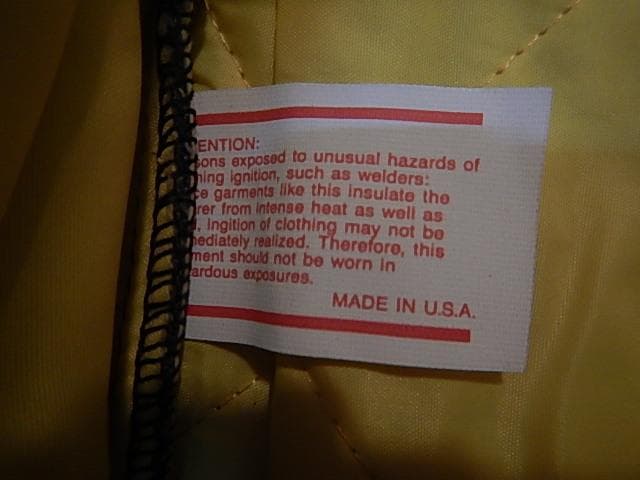 ENTION:
sons exposed to unusual hazards of
ning ignition, such as welders:
ce garments like this insulate the
rer from intense heat as well as
, ingition of clothing may not be
mediately realized. Therefore, this
ment should not be worn in
ardous exposures.
MADE IN U.S.A.